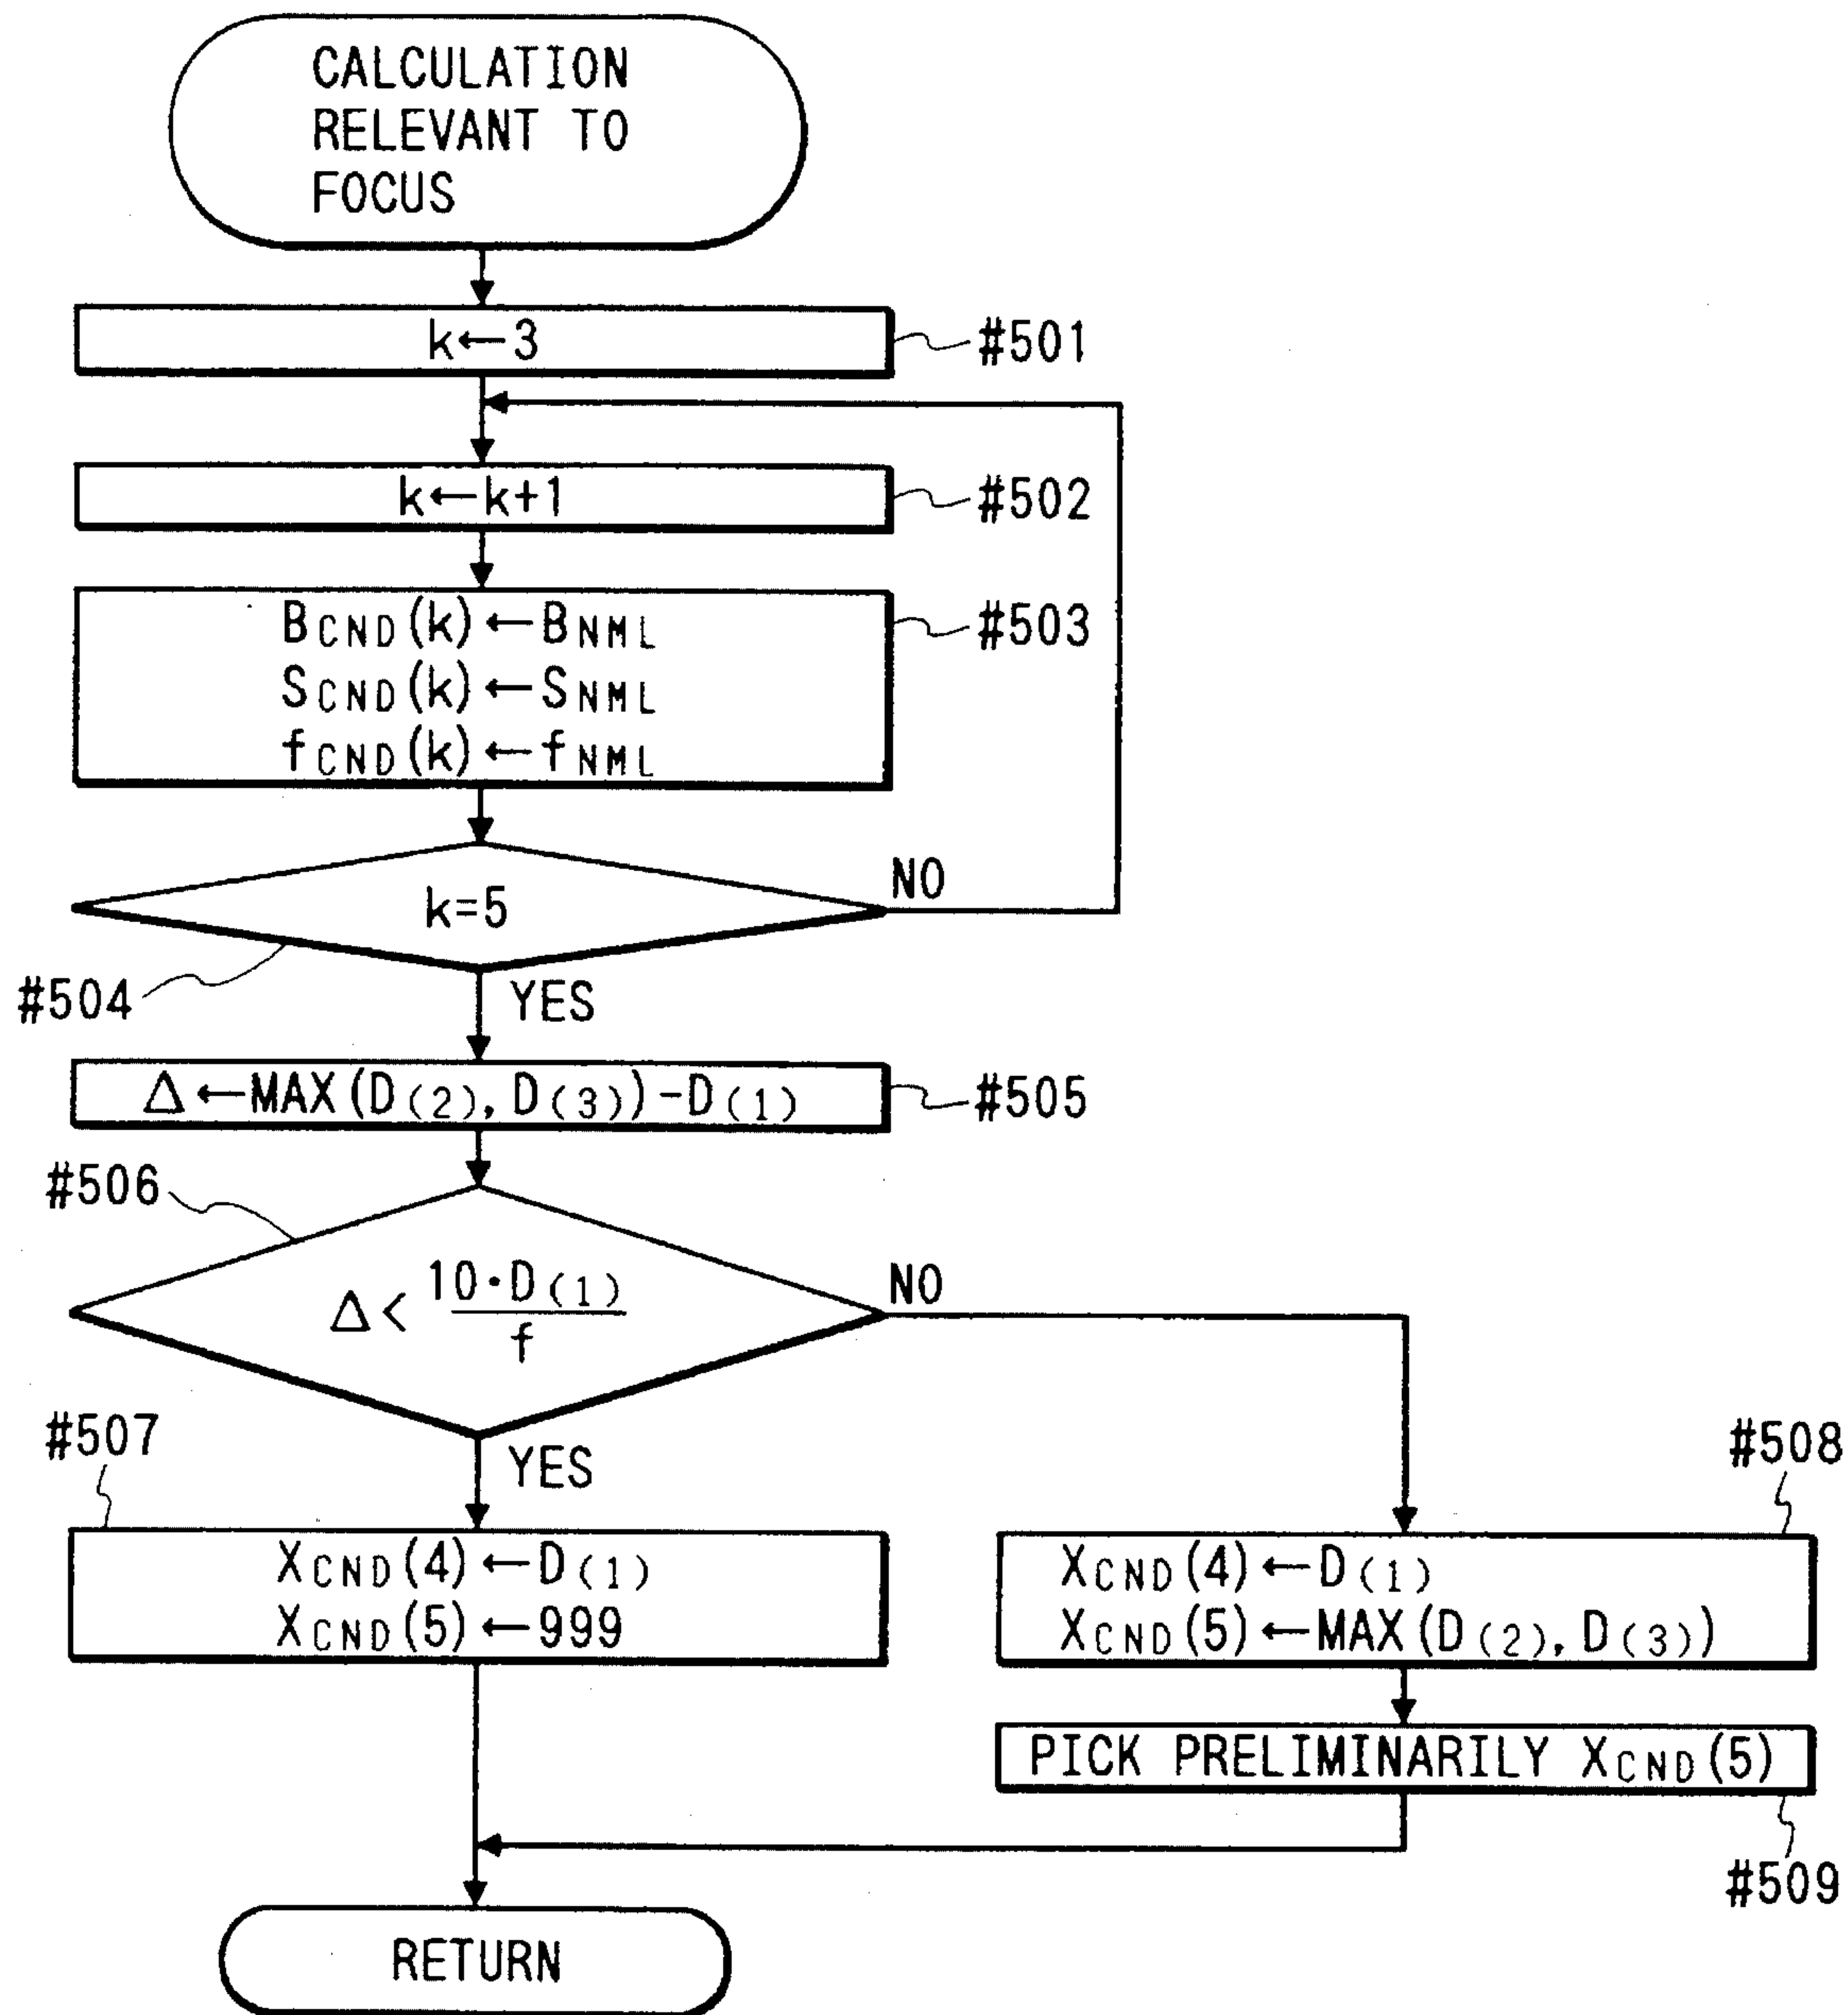 CALCULATION
RELEVANT TO
FOCUS
k←3
#501
k←k+1
#502
BCND(k)←BNML
SCND(k)←SNML
fCND(k)←fNML
#503
k=5
NO
#504
YES
Δ←MAX(D(2),D(3))-D(1)
#505
#506
Δ< 10·D(1)
f
NO
#507
YES
#508
XCND(4)←D(1)
XCND(5)←999
XCND(4)←D(1)
XCND(5)←MAX(D(2),D(3))
PICK PRELIMINARILY XCND(5)
#509
RETURN